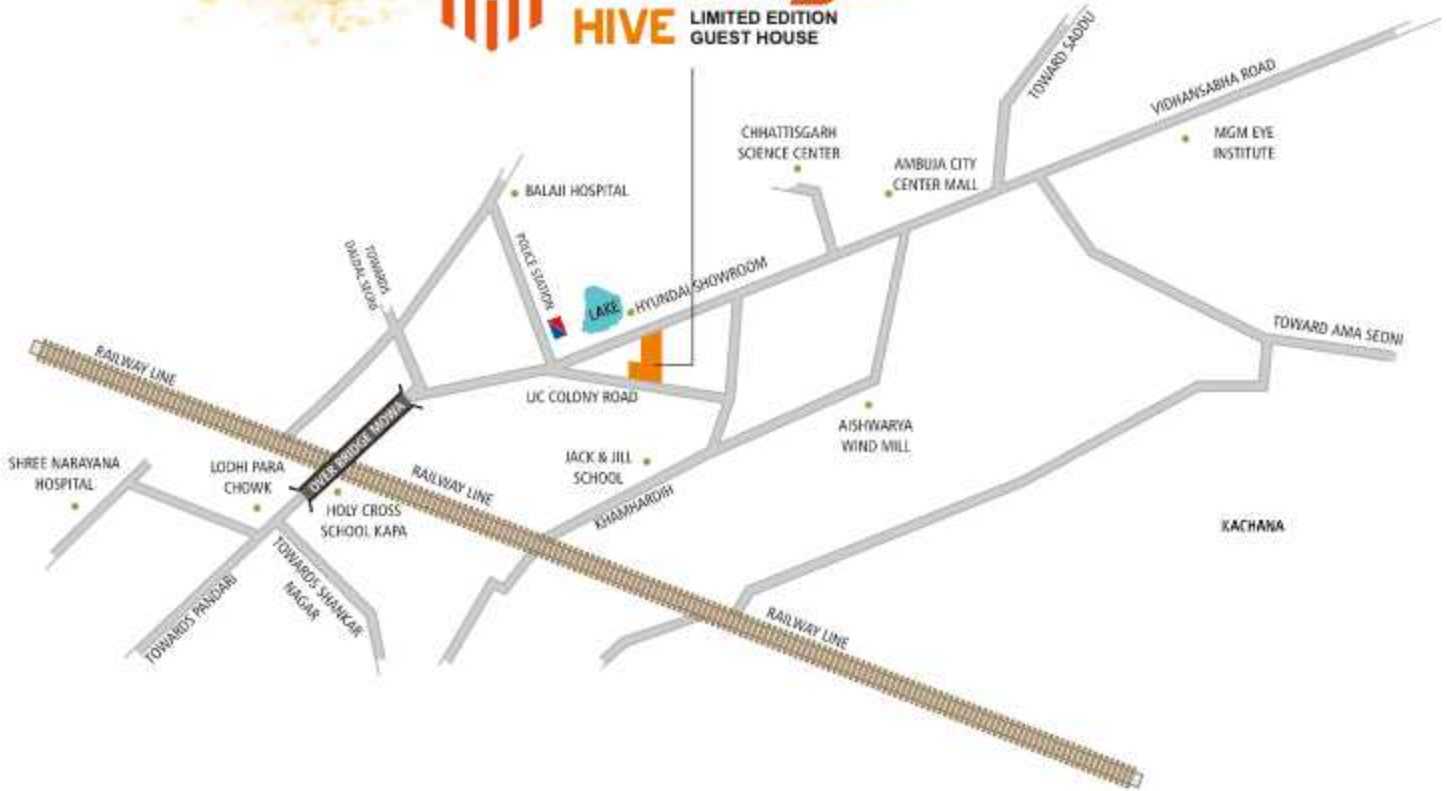 HIVE
LIMITED EDITION
GUEST HOUSE
TOWARD SADDU
VIDHANSABHA ROAD
CHHATTISGARH
SCIENCE CENTER
MGM EYE
INSTITUTE
AMBUJA CITY
CENTER MALL
BALAJI HOSPITAL
POLICE STATION
TOWARDS
DALDAL SEONI
LAKE
HYUNDAI SHOWROOM
TOWARD AMA SEONI
RAILWAY LINE
LIC COLONY ROAD
OVER BRIDGE MOWA
AISHWARYA
WIND MILL
JACK & JILL
SCHOOL
SHREE NARAYANA
HOSPITAL
LODHI PARA
CHOWK
RAILWAY LINE
HOLY CROSS
SCHOOL KAPA
KHAMHARDIH
KACHANA
TOWARDS PANDARI
TOWARDS SHANKAR
NAGAR
RAILWAY LINE